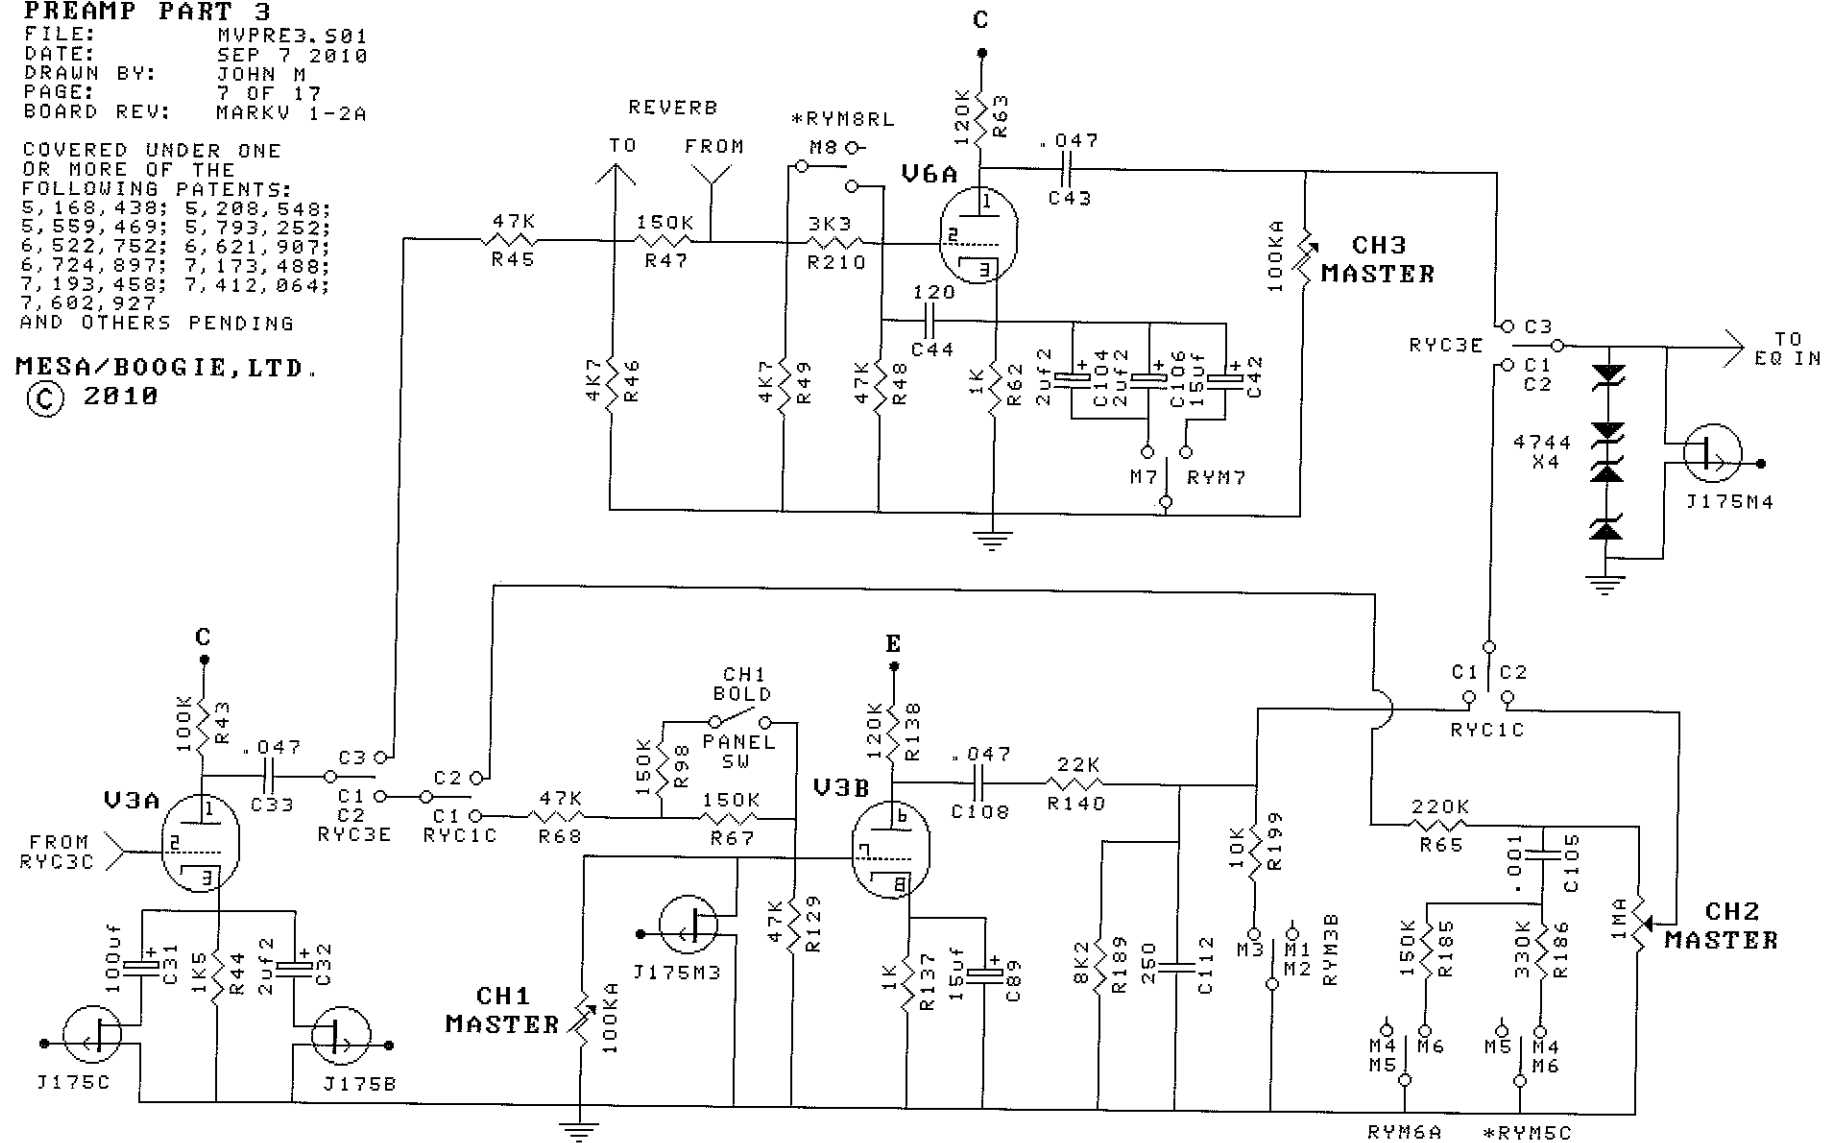 PREAMP PART 3
FILE: MVPRE3.S01
DATE: SEP 7 2010
DRAWN BY: JOHN M
PAGE: 7 OF 17
BOARD REV: MARKV 1-2A
COVERED UNDER ONE
OR MORE OF THE
FOLLOWING PATENTS:
5,168,438; 5,208,548;
5,559,469; 5,793,252;
6,522,752; 6,621,907;
6,724,897; 7,173,488;
7,193,458; 7,412,064;
7,602,927
AND OTHERS PENDING
MESA/BOOGIE,LTD.
© 2010
C
120K
R63
REVERB
TO
FROM
*RYM8RL
M8
V6A
1
2
3
.047
C43
47K
R45
150K
R47
3K3
R210
100KA
CH3
MASTER
120
C44
4K7
R46
4K7
R49
47K
R48
1K
R62
2uf2
C104
2uf2
C106
15uf
C42
M7
RYM7
RYC3E
C3
C1
C2
TO
EQ IN
4744
X4
J175M4
C
100K
R43
.047
C33
V3A
1
2
3
FROM
RYC3C
C3
C1
C2
RYC3E
C2
C1
RYC1C
47K
R68
150K
R98
CH1
BOLD
PANEL
SW
150K
R67
E
120K
R138
V3B
6
7
8
.047
C108
22K
R140
C1
C2
RYC1C
220K
R65
10K
R199
.001
C105
100uf
C31
1K5
R44
2uf2
C32
J175C
J175B
CH1
MASTER
100KA
J175M3
47K
R129
1K
R137
15uf
C89
8K2
R189
250
C112
M3
M1
M2
RYM3B
150K
R185
330K
R186
1MA
CH2
MASTER
M4
M5
M6
M5
M4
M6
RYM6A
*RYM5C